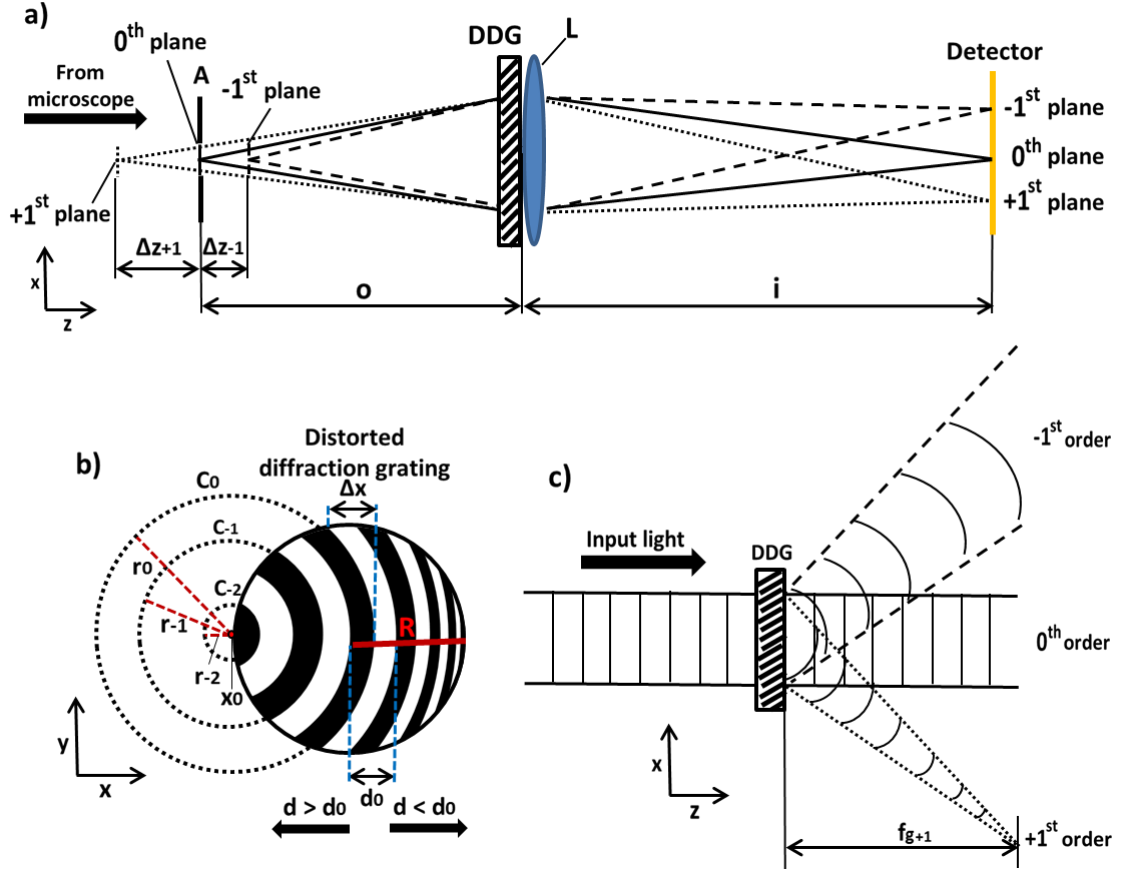 a)
0th plane
DDG
L
Detector
From
microscope
A
-1st plane
-1st plane
0th plane
+1st plane
+1st plane
Δz+1
Δz-1
x
z
o
i
b)
Distorted
diffraction grating
Δx
C0
C-1
C-2
r0
r-1
r-2
x0
R
y
x
d0
d > d0
d < d0
c)
-1st order
Input light
DDG
0th order
x
z
fg+1
+1st order